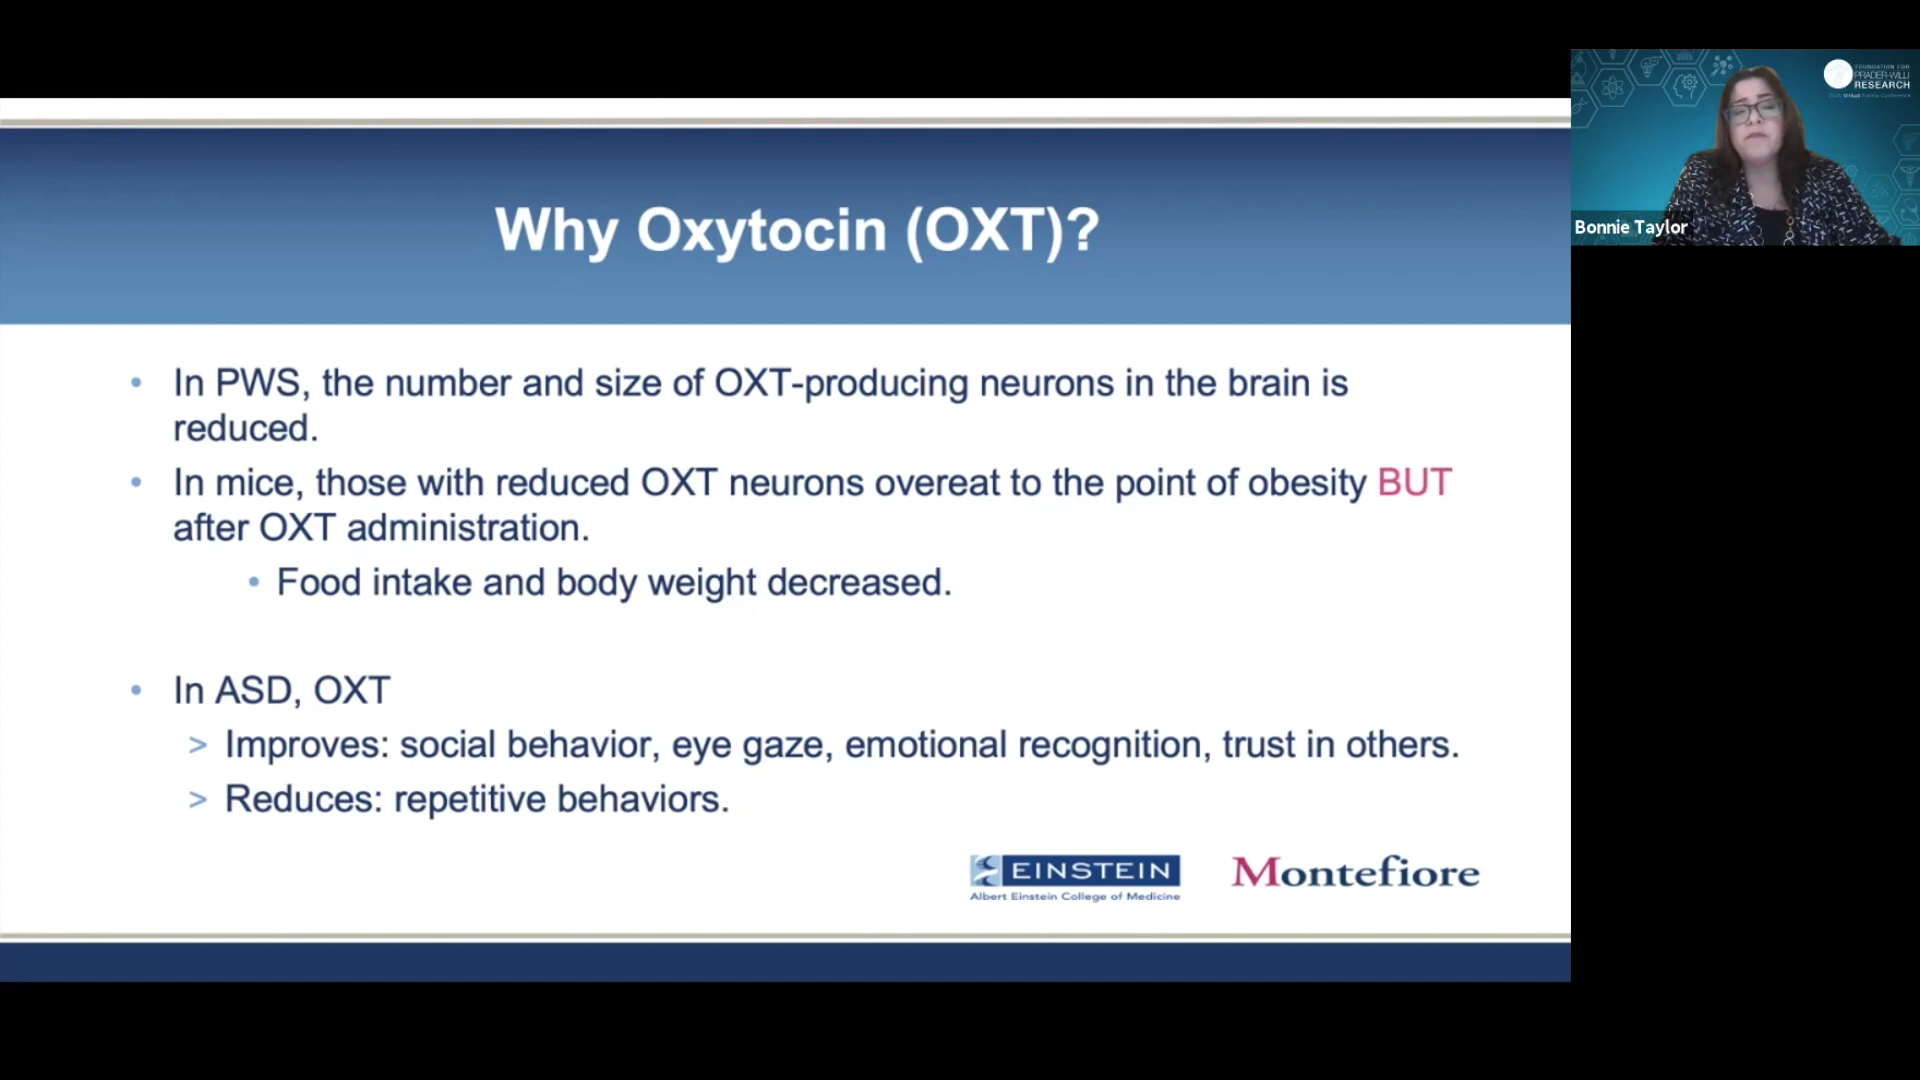 Why Oxytocin (OXT)?
• In PWS, the number and size of OXT-producing neurons in the brain is
reduced.
• In mice, those with reduced OXT neurons overeat to the point of obesity BUT
after OXT administration.
• Food intake and body weight decreased.
• In ASD, OXT
> Improves: social behavior, eye gaze, emotional recognition, trust in others.
> Reduces: repetitive behaviors.
EINSTEIN
Albert Einstein College of Medicine
Montefiore
FOUNDATION FOR
PRADER-WILLI
RESEARCH
Bonnie Taylor